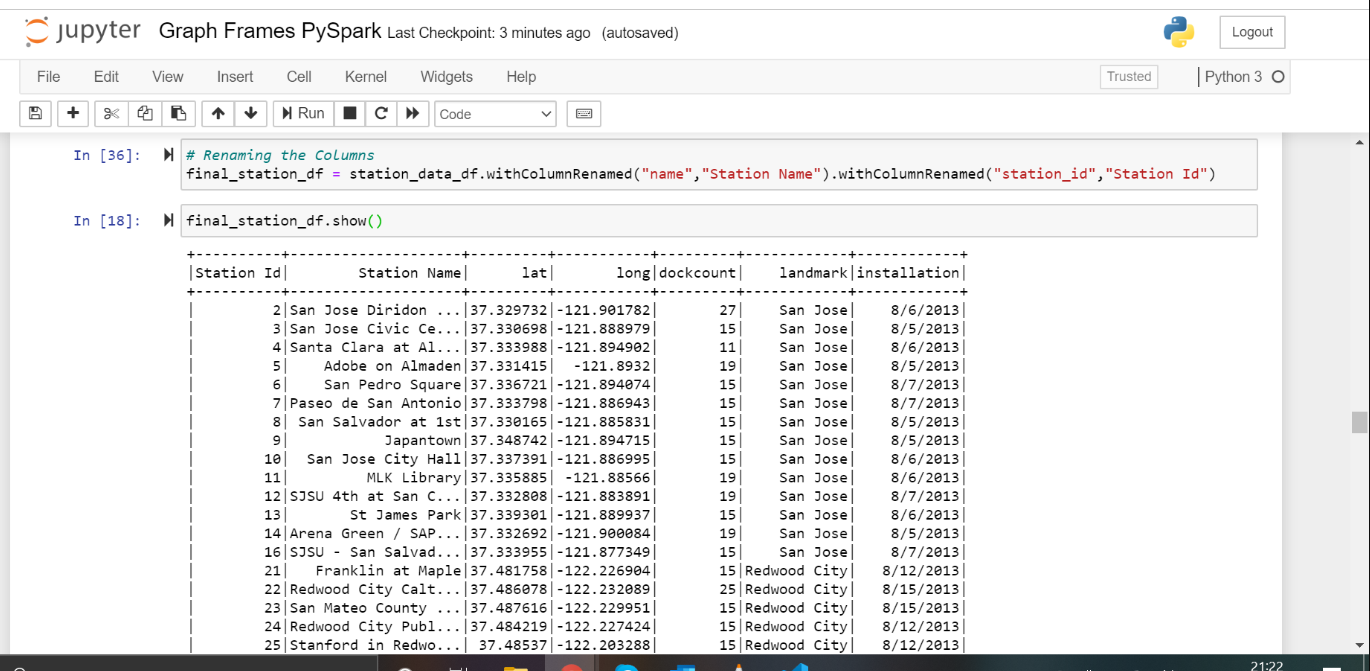 jupyter Graph Frames PySpark Last Checkpoint: 3 minutes ago (autosaved) Logout
File Edit View Insert Cell Kernel Widgets Help Trusted Python 3
Run Code
In [36]: # Renaming the Columns
final_station_df = station_data_df.withColumnRenamed("name","Station Name").withColumnRenamed("station_id","Station Id")
In [18]: final_station_df.show()
+----------+--------------------+---------+-----------+---------+------------+------------+
|Station Id|        Station Name|      lat|       long|dockcount|    landmark|installation|
+----------+--------------------+---------+-----------+---------+------------+------------+
|         2|San Jose Diridon ...|37.329732|-121.901782|       27|    San Jose|    8/6/2013|
|         3|San Jose Civic Ce...|37.330698|-121.888979|       15|    San Jose|    8/5/2013|
|         4|Santa Clara at Al...|37.333988|-121.894902|       11|    San Jose|    8/6/2013|
|         5|    Adobe on Almaden|37.331415|  -121.8932|       19|    San Jose|    8/5/2013|
|         6|    San Pedro Square|37.336721|-121.894074|       15|    San Jose|    8/7/2013|
|         7|Paseo de San Antonio|37.333798|-121.886943|       15|    San Jose|    8/7/2013|
|         8| San Salvador at 1st|37.330165|-121.885831|       15|    San Jose|    8/5/2013|
|         9|           Japantown|37.348742|-121.894715|       15|    San Jose|    8/5/2013|
|        10|  San Jose City Hall|37.337391|-121.886995|       15|    San Jose|    8/6/2013|
|        11|         MLK Library|37.335885| -121.88566|       19|    San Jose|    8/6/2013|
|        12|SJSU 4th at San C...|37.332808|-121.883891|       19|    San Jose|    8/7/2013|
|        13|       St James Park|37.339301|-121.889937|       15|    San Jose|    8/6/2013|
|        14|Arena Green / SAP...|37.332692|-121.900084|       19|    San Jose|    8/5/2013|
|        16|SJSU - San Salvad...|37.333955|-121.877349|       15|    San Jose|    8/7/2013|
|        21|   Franklin at Maple|37.481758|-122.226904|       15|Redwood City|   8/12/2013|
|        22|Redwood City Calt...|37.486078|-122.232089|       25|Redwood City|   8/15/2013|
|        23|San Mateo County ...|37.487616|-122.229951|       15|Redwood City|   8/15/2013|
|        24|Redwood City Publ...|37.484219|-122.227424|       15|Redwood City|   8/12/2013|
|        25|Stanford in Redwo...| 37.48537|-122.203288|       15|Redwood City|   8/12/2013|
21:22